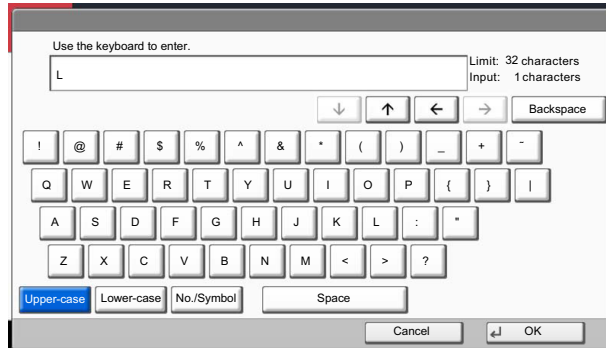 Use the keyboard to enter.
Limit: 32 characters
L
Input: 1 characters
↓ ↑ ← → Backspace
! @ # $ % ^ & * ( ) _ + ~
Q W E R T Y U I O P { } |
A S D F G H J K L : "
Z X C V B N M < > ?
Upper-case Lower-case No./Symbol Space
Cancel OK